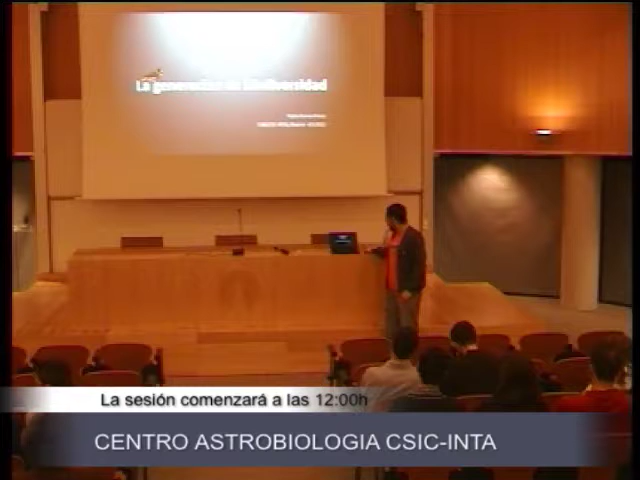 La generación de biodiversidad
La sesión comenzará a las 12:00h
CENTRO ASTROBIOLOGIA CSIC-INTA